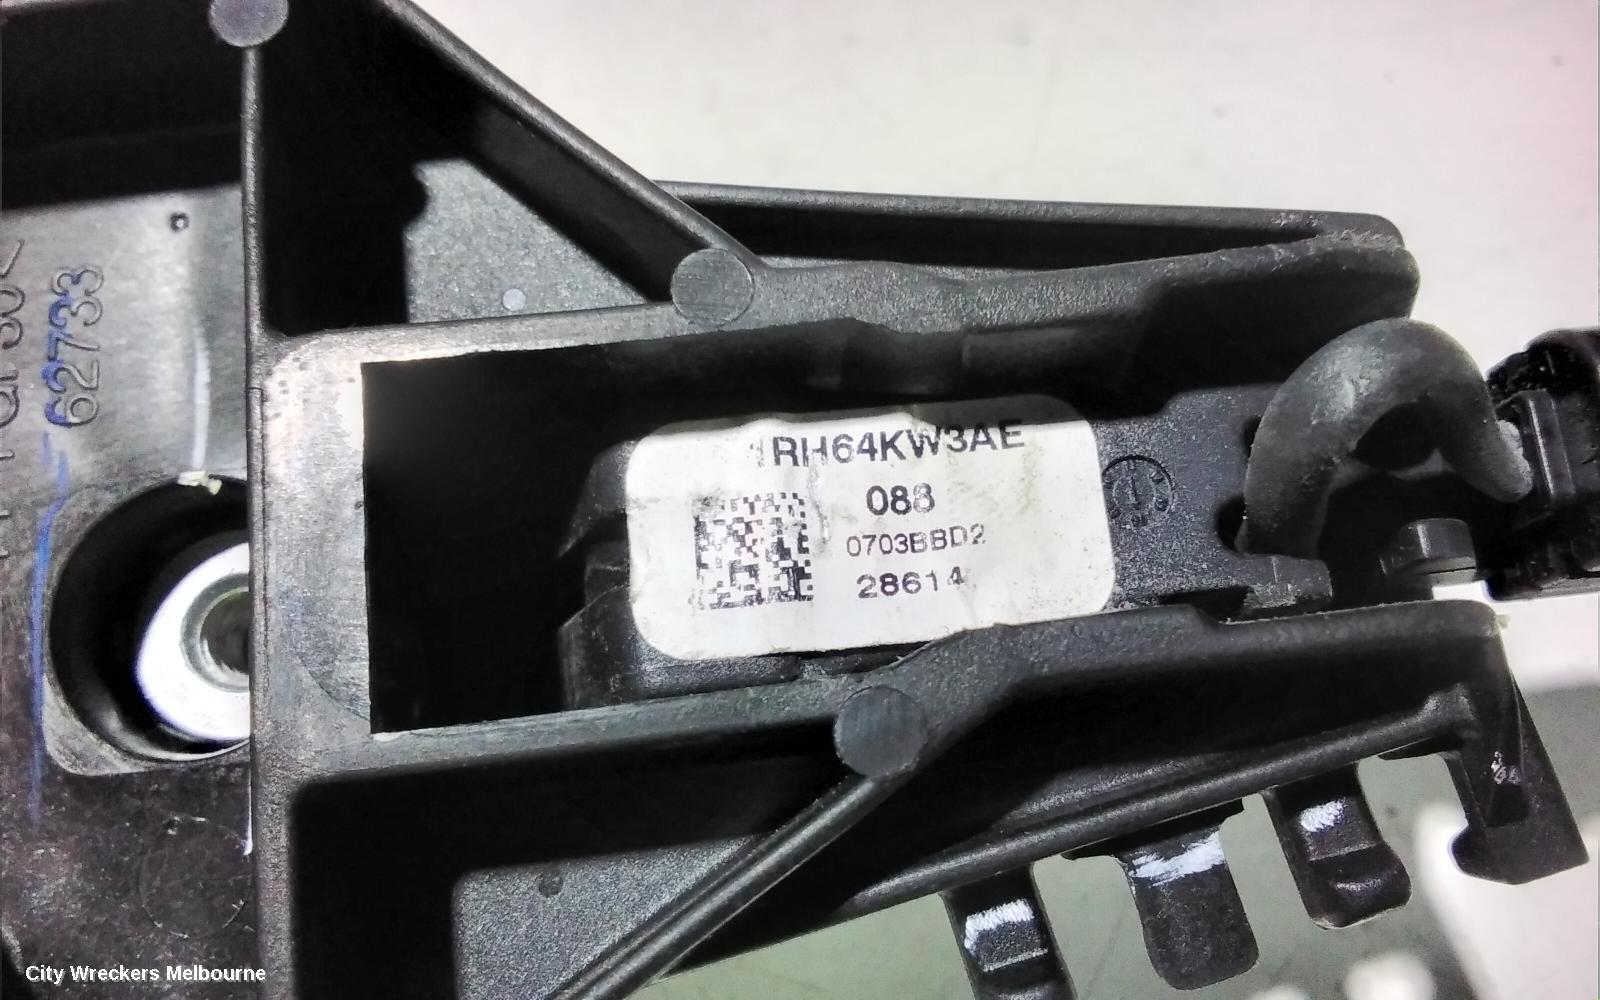 62733
1RH64KW3AE
088
0703BBD2
28614
City Wreckers Melbourne